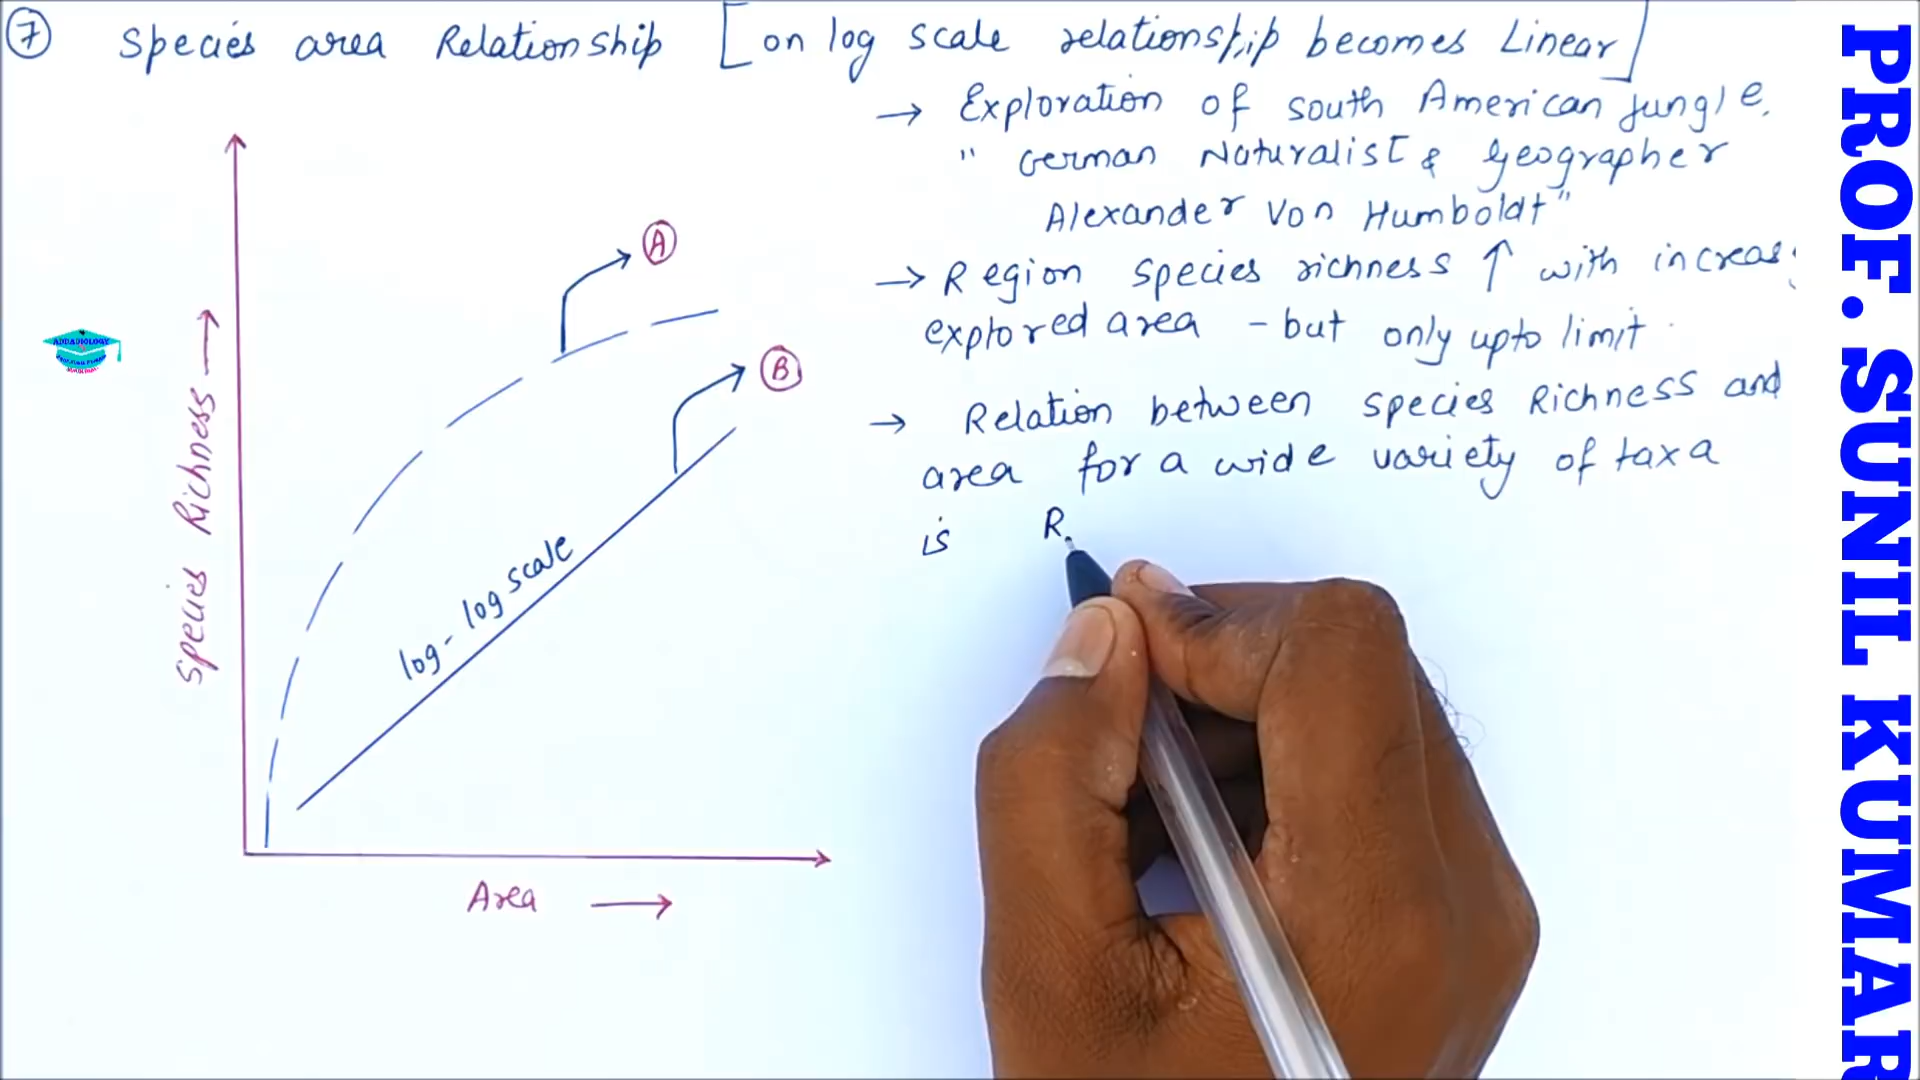 7 Species area Relationship [on log scale relationship becomes Linear]
→ Exploration of south American jungle.
" German Naturalist & Geographer
Alexander Von Humboldt"
→ Region species richness ↑ with increas
explored area - but only upto limit
→ Relation between species Richness and
area for a wide variety of taxa
is R
A
B
log-log scale
Species Richness →
Area →
ADDABIOLOGY
PROF. SUNIL KUMAR